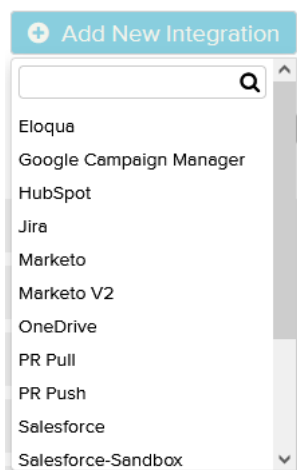 Add New Integration
Eloqua
Google Campaign Manager
HubSpot
Jira
Marketo
Marketo V2
OneDrive
PR Pull
PR Push
Salesforce
Salesforce-Sandbox